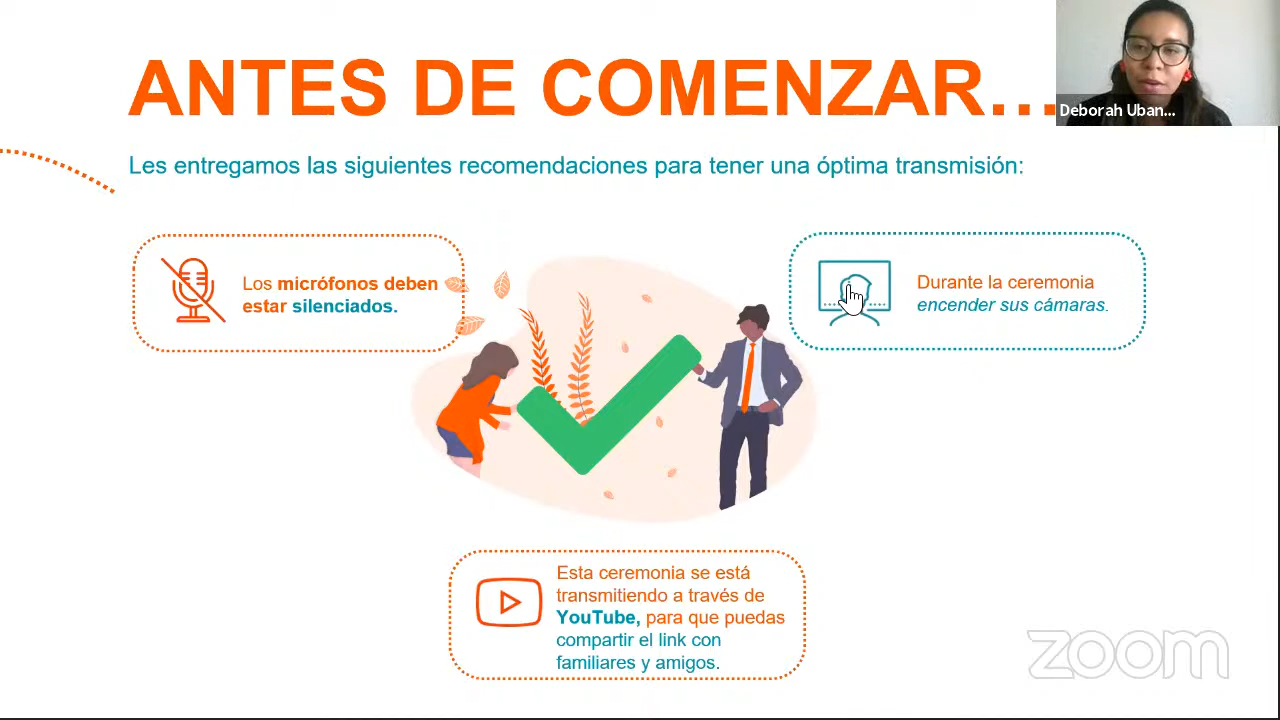 ANTES DE COMENZAR...
Deborah Uban...
Les entregamos las siguientes recomendaciones para tener una óptima transmisión:
Los micrófonos deben
estar silenciados.
Durante la ceremonia
encender sus cámaras.
Esta ceremonia se está
transmitiendo a través de
YouTube, para que puedas
compartir el link con
familiares y amigos.
zoom